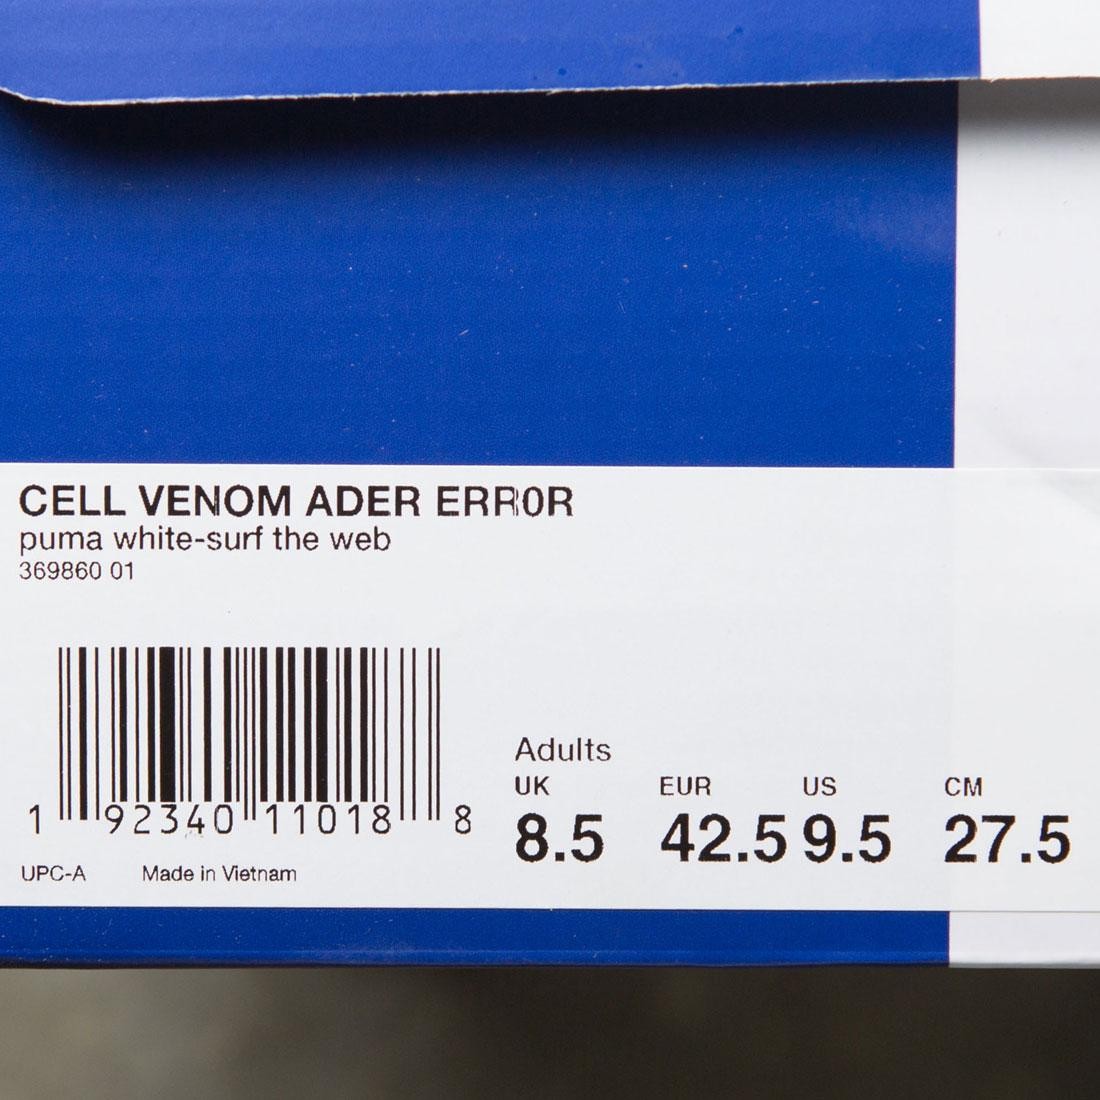 CELL VENOM ADER ERR0R
puma white-surf the web
369860 01
1 92340 11018 8
UPC-A Made in Vietnam
Adults
UK EUR US CM
8.5 42.5 9.5 27.5